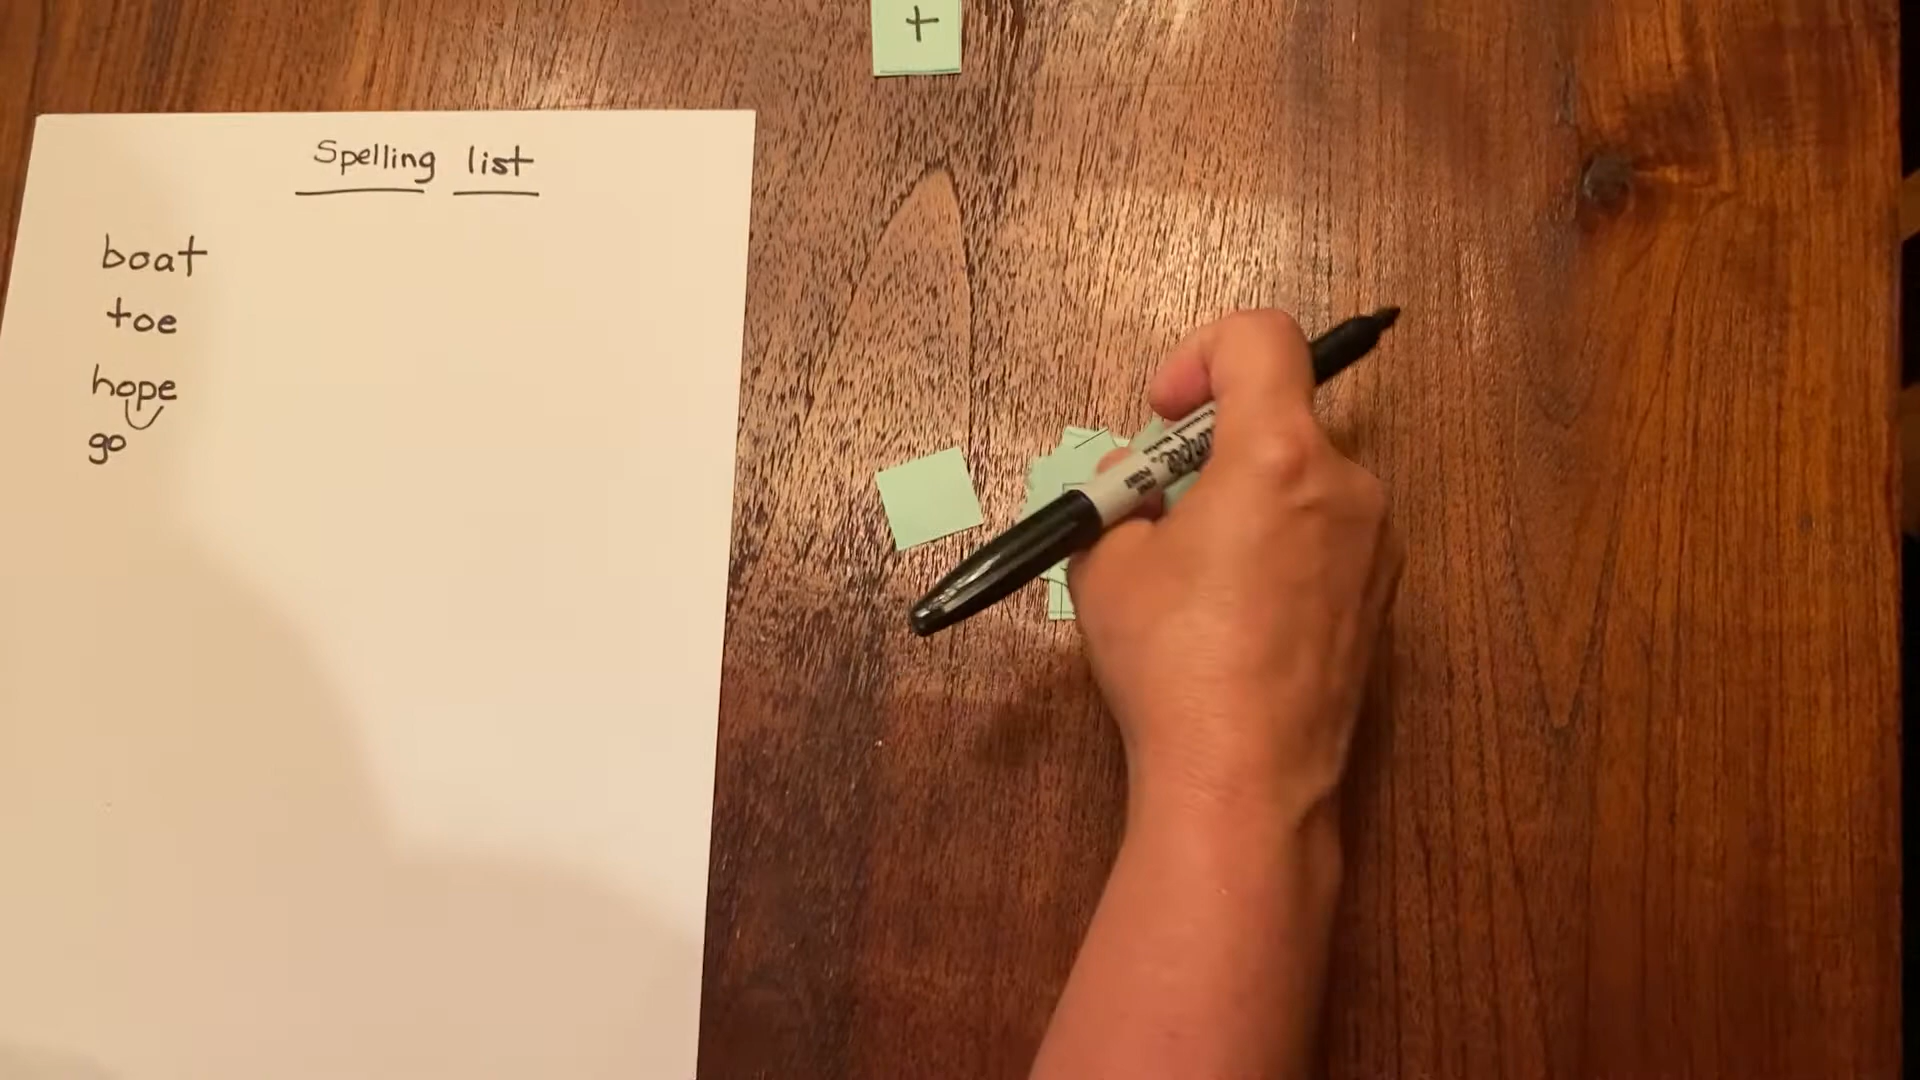 +
Spelling list
boat
toe
hope
go